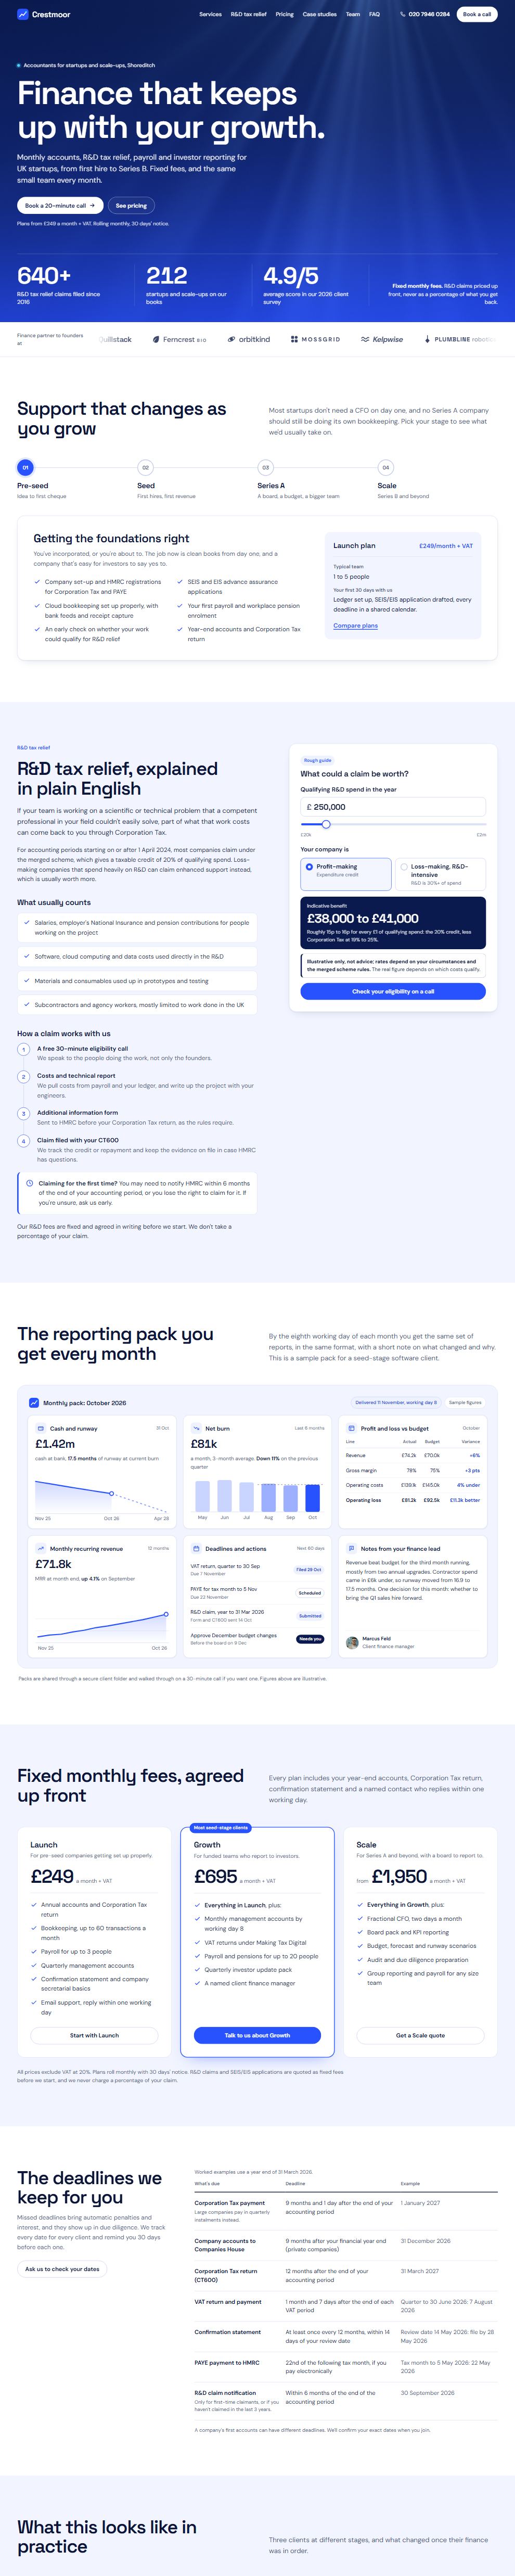 Crestmoor
Services
R&D tax relief
Pricing
Case studies
Team
FAQ
020 7946 0284
Book a call
Accountants for startups and scale-ups, Shoreditch
Finance that keeps
up with your growth.
Monthly accounts, R&D tax relief, payroll and investor reporting for
UK startups, from first hire to Series B. Fixed fees, and the same
small team every month.
Book a 20-minute call
See pricing
Plans from £249 a month + VAT. Rolling monthly, 30 days' notice.
640+
R&D tax relief claims filed since
2016
212
startups and scale-ups on our
books
4.9/5
average score in our 2026 client
survey
Fixed monthly fees. R&D claims priced up
front, never as a percentage of what you get
back.
Finance partner to founders
at
Quillstack
Ferncrest BIO
orbitkind
MOSSGRID
Kelpwise
PLUMBLINE
Support that changes as
you grow
Most startups don't need a CFO on day one, and no Series A company
should still be doing its own bookkeeping. Pick your stage to see what
we'd usually take on.
01
02
03
04
Pre-seed
Idea to first cheque
Seed
First hires, first revenue
Series A
A board, a budget, a bigger team
Scale
Series B and beyond
Getting the foundations right
You've incorporated, or you're about to. The job now is clean books from day one, and a
company that's easy for investors to say yes to.
Company set-up and HMRC registrations
for Corporation Tax and PAYE
Cloud bookkeeping set up properly, with
bank feeds and receipt capture
An early check on whether your work
could qualify for R&D relief
SEIS and EIS advance assurance
applications
Your first payroll and workplace pension
enrolment
Year-end accounts and Corporation Tax
return
Launch plan
£249/month + VAT
Typical team
1 to 5 people
Your first 30 days with us
Ledger set up, SEIS/EIS application drafted, every
deadline in a shared calendar.
Compare plans
R&D tax relief
R&D tax relief, explained
in plain English
If your team is working on a scientific or technical problem that a competent
professional in your field couldn't easily solve, part of what that work costs
can come back to you through Corporation Tax.
For accounting periods starting on or after 1 April 2024, most companies claim under
the merged scheme, which gives a taxable credit of 20% of qualifying spend. Loss-
making companies that spend heavily on R&D can claim enhanced support instead,
which is usually worth more.
What usually counts
Salaries, employer's National Insurance and pension contributions for people
working on the project
Software, cloud computing and data costs used directly in the R&D
Materials and consumables used up in prototypes and testing
Subcontractors and agency workers, mostly limited to work done in the UK
How a claim works with us
1
A free 30-minute eligibility call
We speak to the people doing the work, not only the founders.
2
Costs and technical report
We pull costs from payroll and your ledger, and write up the project with your
engineers.
3
Additional information form
Sent to HMRC before your Corporation Tax return, as the rules require.
4
Claim filed with your CT600
We track the credit or repayment and keep the evidence on file in case HMRC
has questions.
Claiming for the first time? You may need to notify HMRC within 6 months
of the end of your accounting period, or you lose the right to claim for it. If
you're unsure, ask us early.
Our R&D fees are fixed and agreed in writing before we start. We don't take a
percentage of your claim.
Rough guide
What could a claim be worth?
Qualifying R&D spend in the year
£ 250,000
£20k
£2m
Your company is
Profit-making
Expenditure credit
Loss-making, R&D-
intensive
R&D is 30%+ of spend
Indicative benefit
£38,000 to £41,000
Roughly 15p to 16p for every £1 of qualifying spend: the 20% credit, less
Corporation Tax at 19% to 25%.
Illustrative only, not advice; rates depend on your circumstances and
the merged scheme rules. The real figure depends on which costs qualify.
Check your eligibility on a call
The reporting pack you
get every month
By the eighth working day of each month you get the same set of
reports, in the same format, with a short note on what changed and why.
This is a sample pack for a seed-stage software client.
Monthly pack: October 2026
Delivered 11 November, working day 8
Sample figures
Cash and runway
31 Oct
£1.42m
cash at bank, 17.5 months of runway at current burn
Nov 25
Oct 26
Apr 28
Net burn
Last 6 months
£81k
a month, 3-month average. Down 11% on the previous
quarter
May
Jun
Jul
Aug
Sep
Oct
Profit and loss vs budget
October
Line
Actual
Budget
Variance
Revenue
£74.2k
£70.0k
+6%
Gross margin
78%
75%
+3 pts
Operating costs
£139.1k
£145.0k
4% under
Operating loss
£81.2k
£92.5k
£11.3k better
Monthly recurring revenue
12 months
£71.8k
MRR at month end, up 4.1% on September
Nov 25
Oct 26
Deadlines and actions
Next 60 days
VAT return, quarter to 30 Sep
Due 7 November
Filed 29 Oct
PAYE for tax month to 5 Nov
Due 22 November
Scheduled
R&D claim, year to 31 Mar 2026
Form and CT600 sent 14 Oct
Submitted
Approve December budget changes
Before the board on 9 Dec
Needs you
Notes from your finance lead
Revenue beat budget for the third month running,
mostly from two annual upgrades. Contractor spend
came in £6k under, so runway moved from 16.9 to
17.5 months. One decision for this month: whether to
bring the Q1 sales hire forward.
Marcus Feld
Client finance manager
Packs are shared through a secure client folder and walked through on a 30-minute call if you want one. Figures above are illustrative.
Fixed monthly fees, agreed
up front
Every plan includes your year-end accounts, Corporation Tax return,
confirmation statement and a named contact who replies within one
working day.
Launch
For pre-seed companies getting set up properly.
£249 a month + VAT
Annual accounts and Corporation Tax
return
Bookkeeping, up to 60 transactions a
month
Payroll for up to 3 people
Quarterly management accounts
Confirmation statement and company
secretarial basics
Email support, reply within one working
day
Start with Launch
Most seed-stage clients
Growth
For funded teams who report to investors.
£695 a month + VAT
Everything in Launch, plus:
Monthly management accounts by
working day 8
VAT returns under Making Tax Digital
Payroll and pensions for up to 20 people
Quarterly investor update pack
A named client finance manager
Talk to us about Growth
Scale
For Series A and beyond, with a board to report to.
from £1,950 a month + VAT
Everything in Growth, plus:
Fractional CFO, two days a month
Board pack and KPI reporting
Budget, forecast and runway scenarios
Audit and due diligence preparation
Group reporting and payroll for any size
team
Get a Scale quote
All prices exclude VAT at 20%. Plans roll monthly with 30 days' notice. R&D claims and SEIS/EIS applications are quoted as fixed fees
before we start, and we never charge a percentage of your claim.
The deadlines we
keep for you
Missed deadlines bring automatic penalties and
interest, and they show up in due diligence. We track
every date for every client and remind you 30 days
before each one.
Ask us to check your dates
Worked examples use a year end of 31 March 2026.
What's due
Deadline
Example
Corporation Tax payment
Large companies pay in quarterly
instalments instead.
9 months and 1 day after the end of your
accounting period
1 January 2027
Company accounts to
Companies House
9 months after your financial year end
(private companies)
31 December 2026
Corporation Tax return
(CT600)
12 months after the end of your
accounting period
31 March 2027
VAT return and payment
1 month and 7 days after the end of each
VAT period
Quarter to 30 June 2026: 7 August
2026
Confirmation statement
At least once every 12 months, within 14
days of your review date
Review date 14 May 2026: file by 28
May 2026
PAYE payment to HMRC
22nd of the following tax month, if you
pay electronically
Tax month to 5 May 2026: 22 May
2026
R&D claim notification
Only for first-time claimants, or if you
haven't claimed in the last 3 years.
Within 6 months of the end of the
accounting period
30 September 2026
A company's first accounts can have different deadlines. We'll confirm your exact dates when you join.
What this looks like in
practice
Three clients at different stages, and what changed once their finance
was in order.